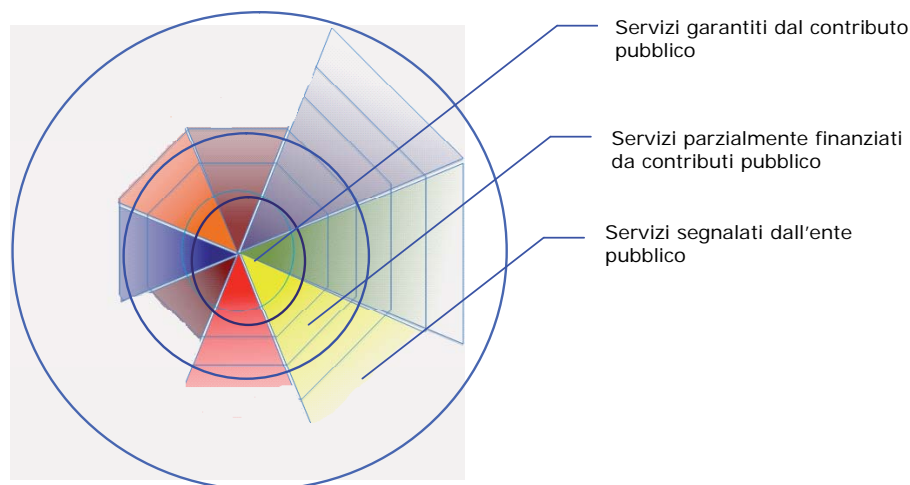 Servizi garantiti dal contributo
pubblico
Servizi parzialmente finanziati
da contributi pubblico
Servizi segnalati dall'ente
pubblico